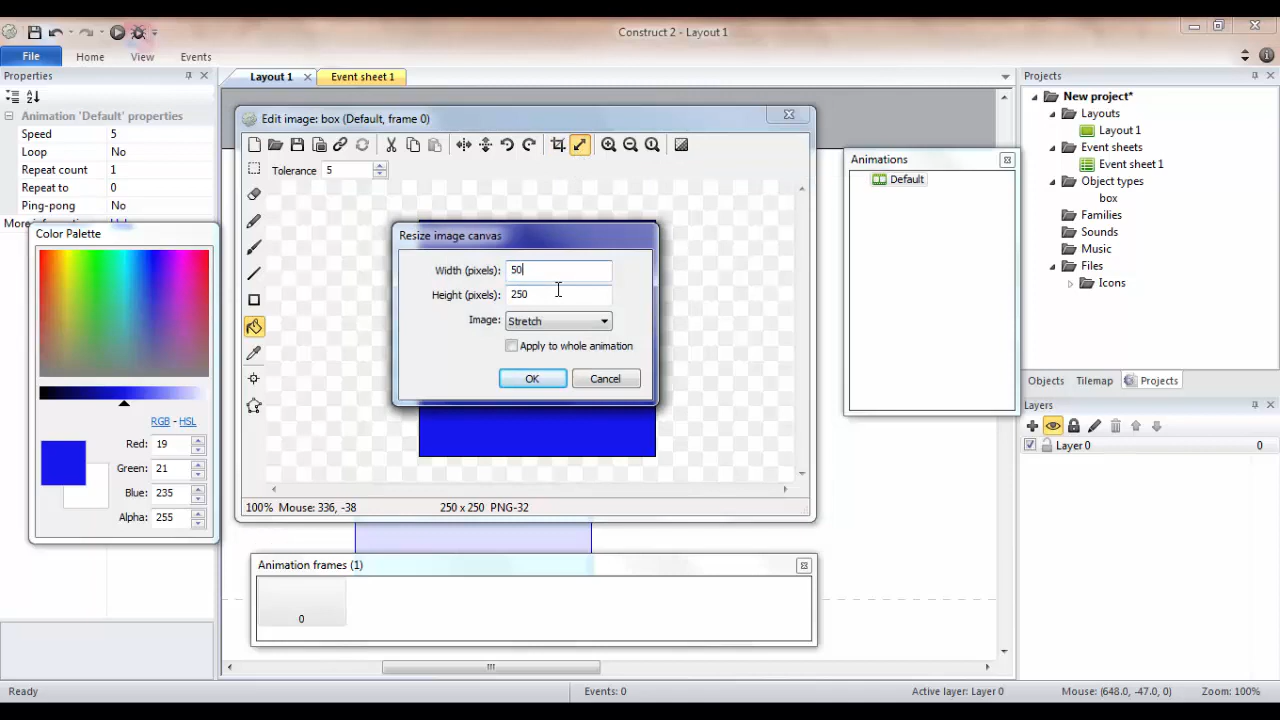 Construct 2 - Layout 1
File Home View Events
Properties
Layout 1
Event sheet 1
Projects
Animation 'Default' properties
Speed 5
Loop No
Repeat count 1
Repeat to 0
Ping-pong No
Edit image: box (Default, frame 0)
Tolerance 5
Animations
Default
New project*
Layouts
Layout 1
Event sheets
Event sheet 1
Object types
box
Families
Sounds
Music
Files
Icons
Color Palette
RGB - HSL
Red: 19
Green: 21
Blue: 235
Alpha: 255
Resize image canvas
Width (pixels): 50
Height (pixels): 250
Image: Stretch
Apply to whole animation
OK Cancel
100% Mouse: 336, -38 250 x 250 PNG-32
Objects Tilemap Projects
Layers
Layer 0 0
Animation frames (1)
0
Ready Events: 0 Active layer: Layer 0 Mouse: (648.0, -47.0, 0) Zoom: 100%